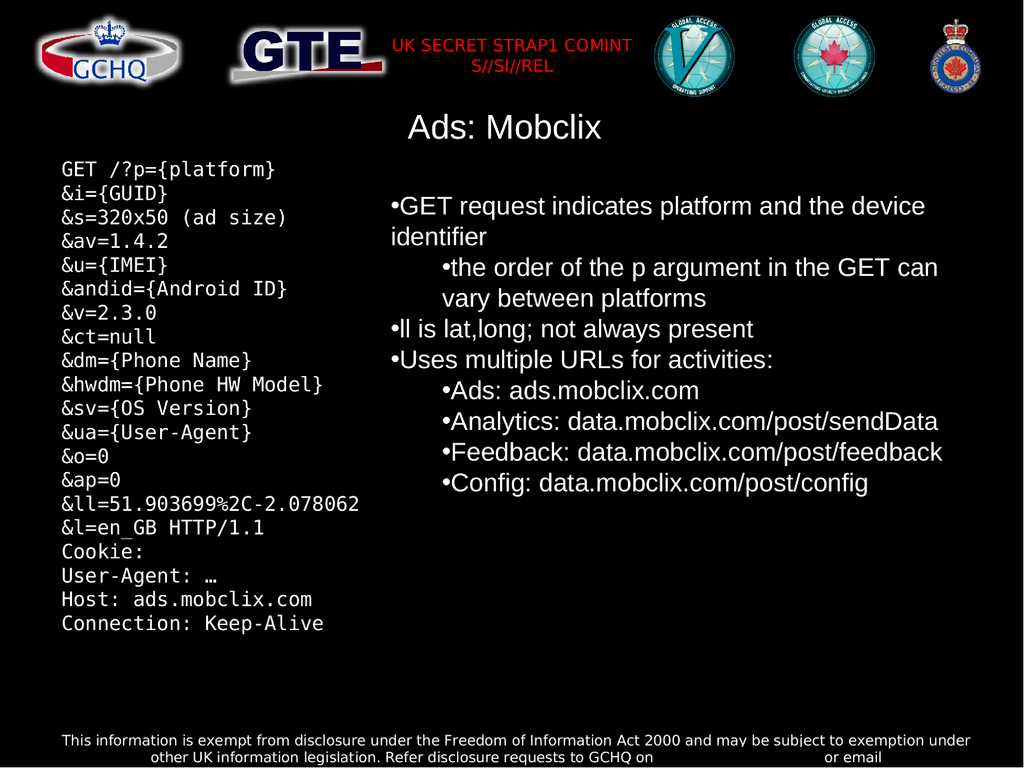 GCHQ
GTE
UK SECRET STRAP1 COMINT
S//SI//REL
GLOBAL ACCESS
V
OPERATIONS SUPPORT
GLOBAL ACCESS
Ads: Mobclix
GET /?p={platform}
&i={GUID}
&s=320x50 (ad size)
&av=1.4.2
&u={IMEI}
&andid={Android ID}
&v=2.3.0
&ct=null
&dm={Phone Name}
&hwdm={Phone HW Model}
&sv={OS Version}
&ua={User-Agent}
&o=0
&ap=0
&ll=51.903699%2C-2.078062
&l=en_GB HTTP/1.1
Cookie:
User-Agent: …
Host: ads.mobclix.com
Connection: Keep-Alive
•GET request indicates platform and the device
identifier
•the order of the p argument in the GET can
vary between platforms
•ll is lat,long; not always present
•Uses multiple URLs for activities:
•Ads: ads.mobclix.com
•Analytics: data.mobclix.com/post/sendData
•Feedback: data.mobclix.com/post/feedback
•Config: data.mobclix.com/post/config
This information is exempt from disclosure under the Freedom of Information Act 2000 and may be subject to exemption under
other UK information legislation. Refer disclosure requests to GCHQ on or email